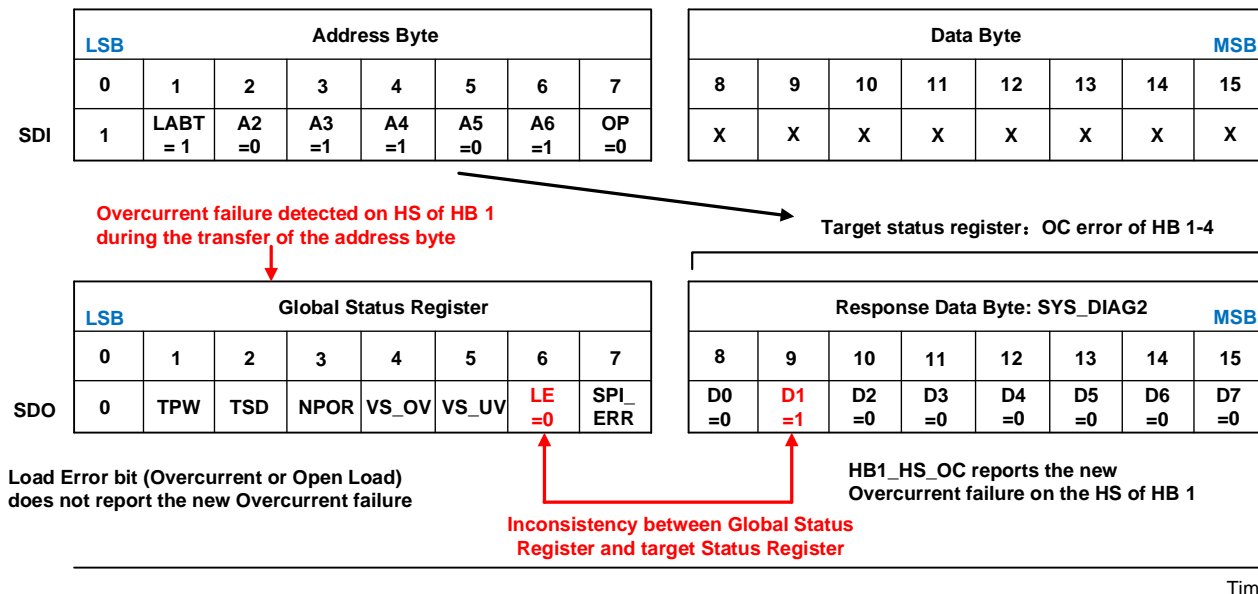 Address Byte
LSB
Data Byte
MSB
0 1 2 3 4 5 6 7 8 9 10 11 12 13 14 15
SDI
1 LABT A2 A3 A4 A5 A6 OP X X X X X X X X
= 1 =0 =1 =1 =0 =1 =0
Overcurrent failure detected on HS of HB 1
during the transfer of the address byte
Target status register：OC error of HB 1-4
Global Status Register
LSB
Response Data Byte: SYS_DIAG2
MSB
0 1 2 3 4 5 6 7 8 9 10 11 12 13 14 15
SDO
0 TPW TSD NPOR VS_OV VS_UV LE SPI_ D0 D1 D2 D3 D4 D5 D6 D7
=0 ERR =0 =1 =0 =0 =0 =0 =0 =0
Load Error bit (Overcurrent or Open Load)
does not report the new Overcurrent failure
HB1_HS_OC reports the new
Overcurrent failure on the HS of HB 1
Inconsistency between Global Status
Register and target Status Register
Tim